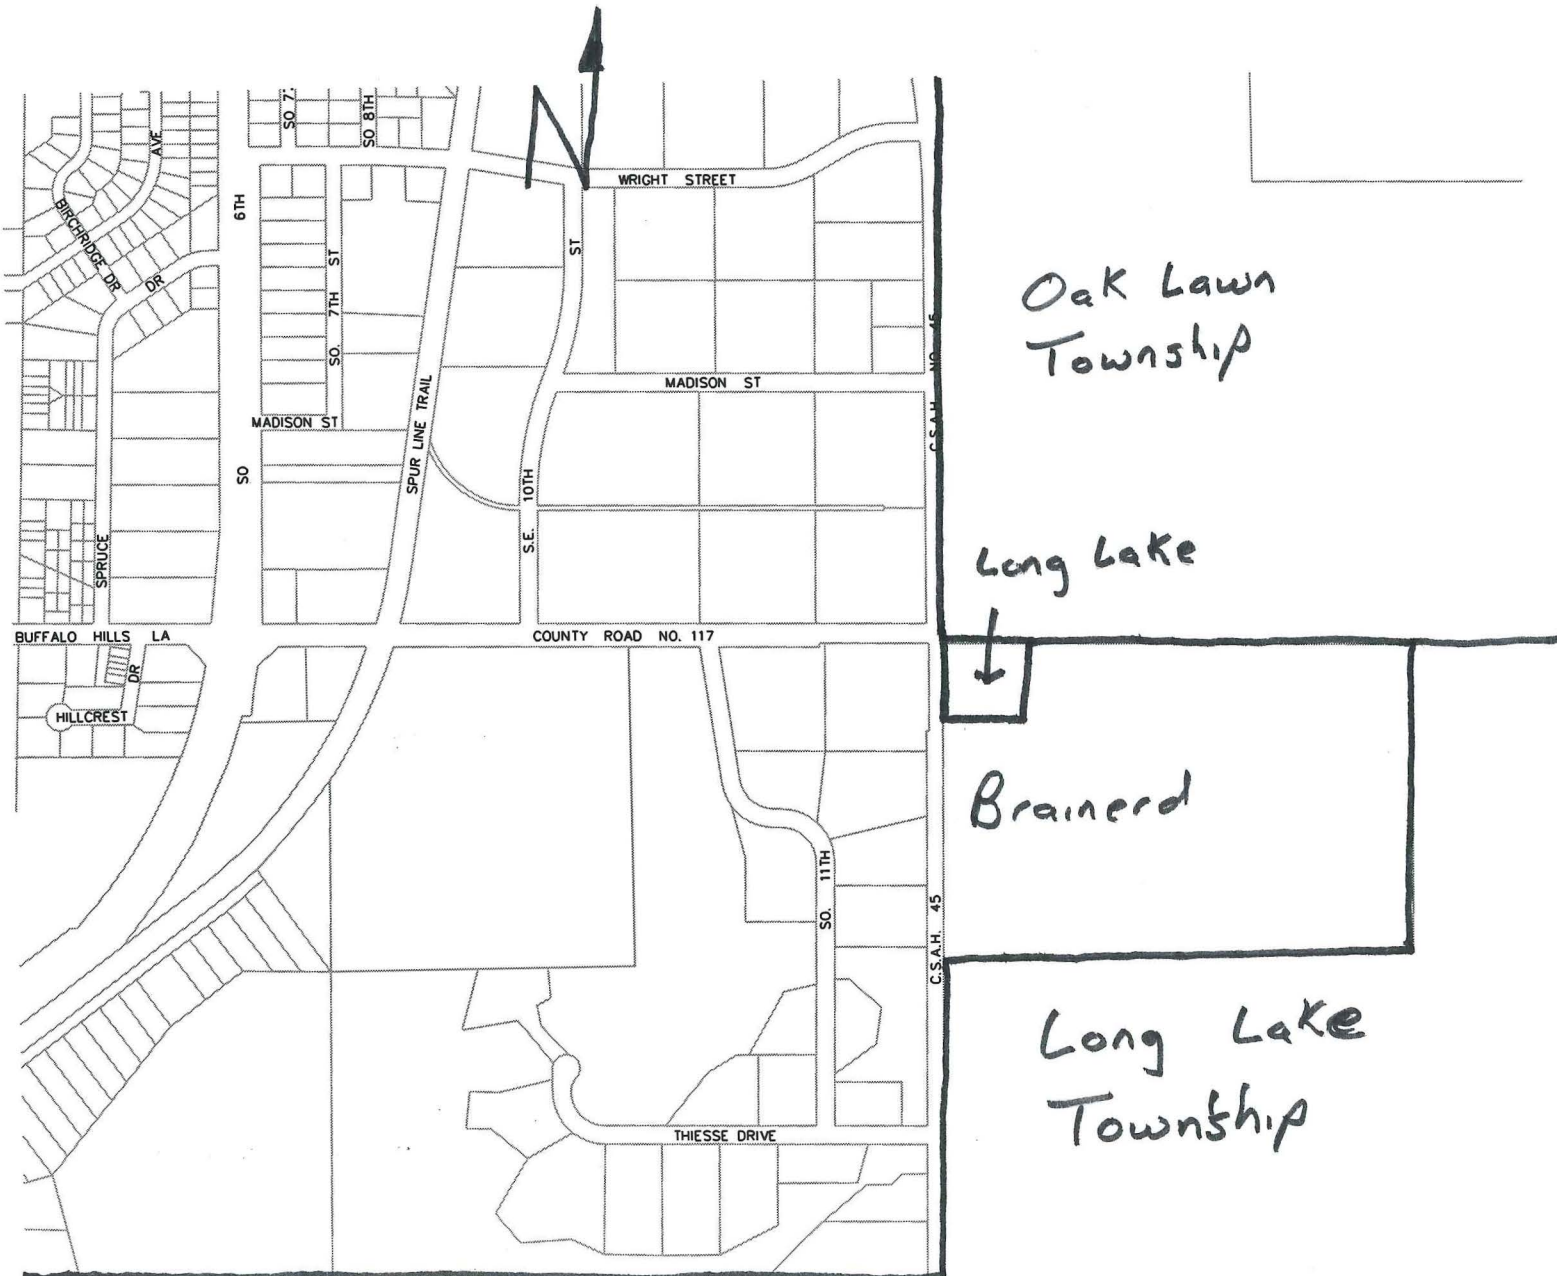 N
SO 7
SO 8TH
AVE
WRIGHT STREET
6TH
BIRCHRIDGE DR
DR
ST
ST
SO. 7TH
Oak Lawn
Township
C.S.A.H. NO. 45
MADISON ST
SPUR LINE TRAIL
MADISON ST
SO
S.E. 10TH
SPRUCE
Long Lake
BUFFALO HILLS LA
COUNTY ROAD NO. 117
DR
HILLCREST
Brainerd
SO. 11TH
C.S.A.H. 45
Long Lake
Township
THIESSE DRIVE